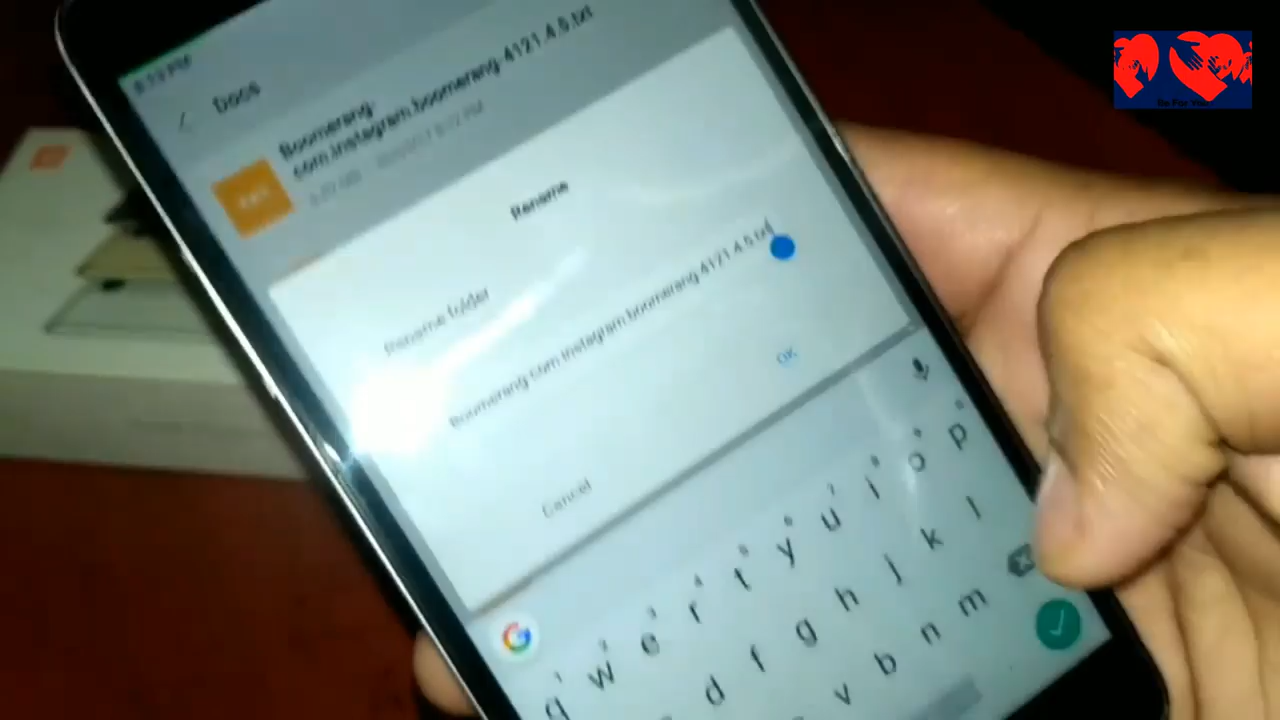 Docs
Boomerang-
com.instagram.boomerang-4121.4.5.txt
Rename
Rename folder
Boomerang-com.instagram.boomerang-4121.4.5.txt
OK
Cancel
q w e r t y u i o p
d f g h j k l
v b n m
G